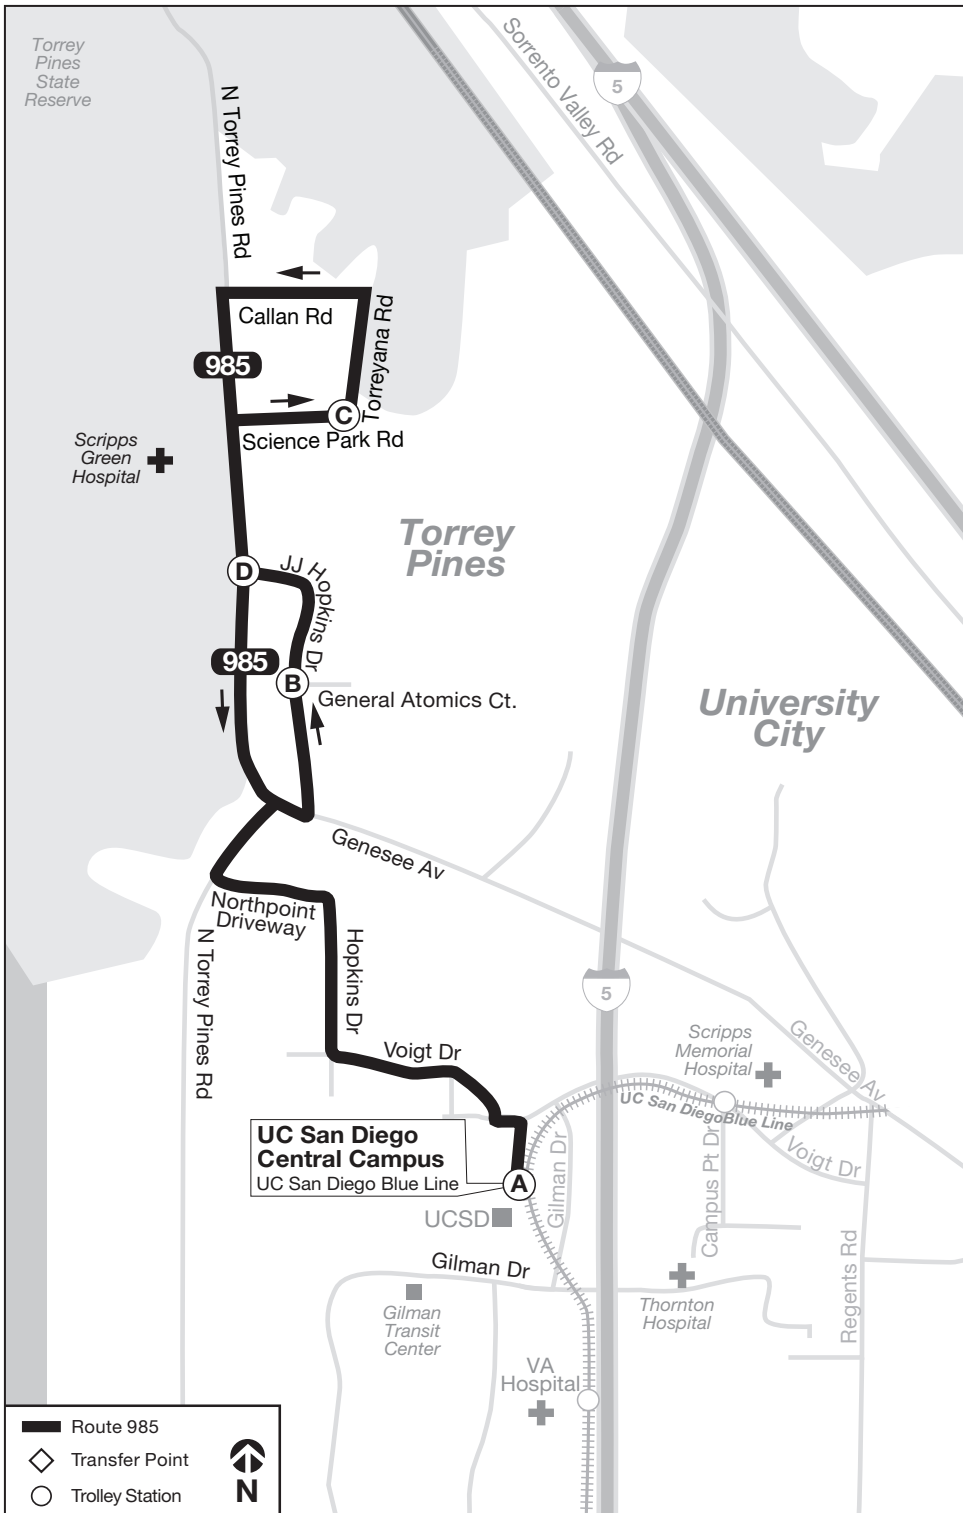 Torrey
Pines
State
Reserve
N Torrey Pines Rd
Sorrento Valley Rd
5
Callan Rd
Torreyana Rd
985
C
Science Park Rd
Scripps
Green
Hospital
Torrey
Pines
D
JJ Hopkins Dr
985
B
General Atomics Ct.
University
City
Genesee Av
Northpoint
Driveway
N Torrey Pines Rd
Hopkins Dr
5
Voigt Dr
Scripps
Memorial
Hospital
Genesee Av
UC San Diego Blue Line
UC San Diego
Central Campus
UC San Diego Blue Line
A
Gilman Dr
Campus Pt Dr
Voigt Dr
UCSD
Gilman Dr
Regents Rd
Gilman
Transit
Center
Thornton
Hospital
VA
Hospital
Route 985
Transfer Point
Trolley Station
N